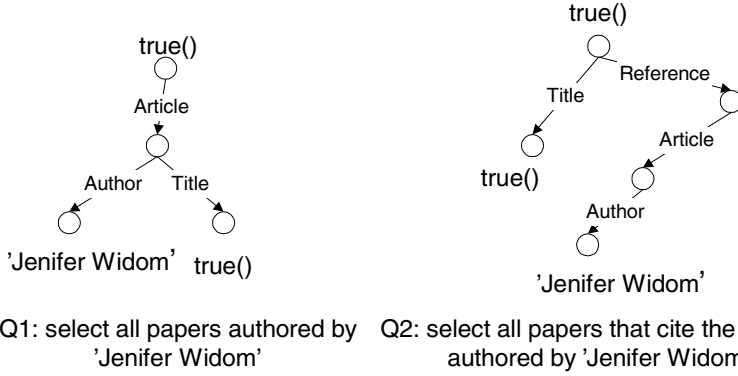 true()
Article
Author
Title
'Jenifer Widom'
true()
Q1: select all papers authored by
'Jenifer Widom'
true()
Title
Reference
true()
Article
Author
'Jenifer Widom'
Q2: select all papers that cite the
authored by 'Jenifer Widom